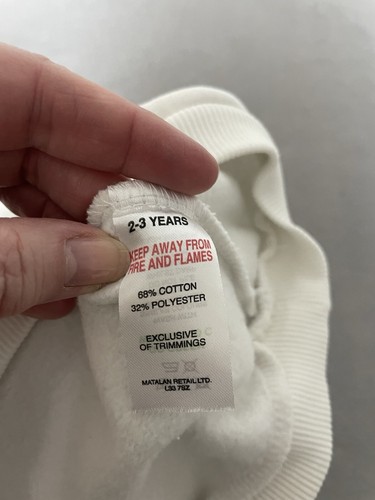 2-3 YEARS
KEEP AWAY FROM
FIRE AND FLAMES
68% COTTON
32% POLYESTER
EXCLUSIVE
OF TRIMMINGS
MATALAN RETAIL LTD.
L33 7SZ